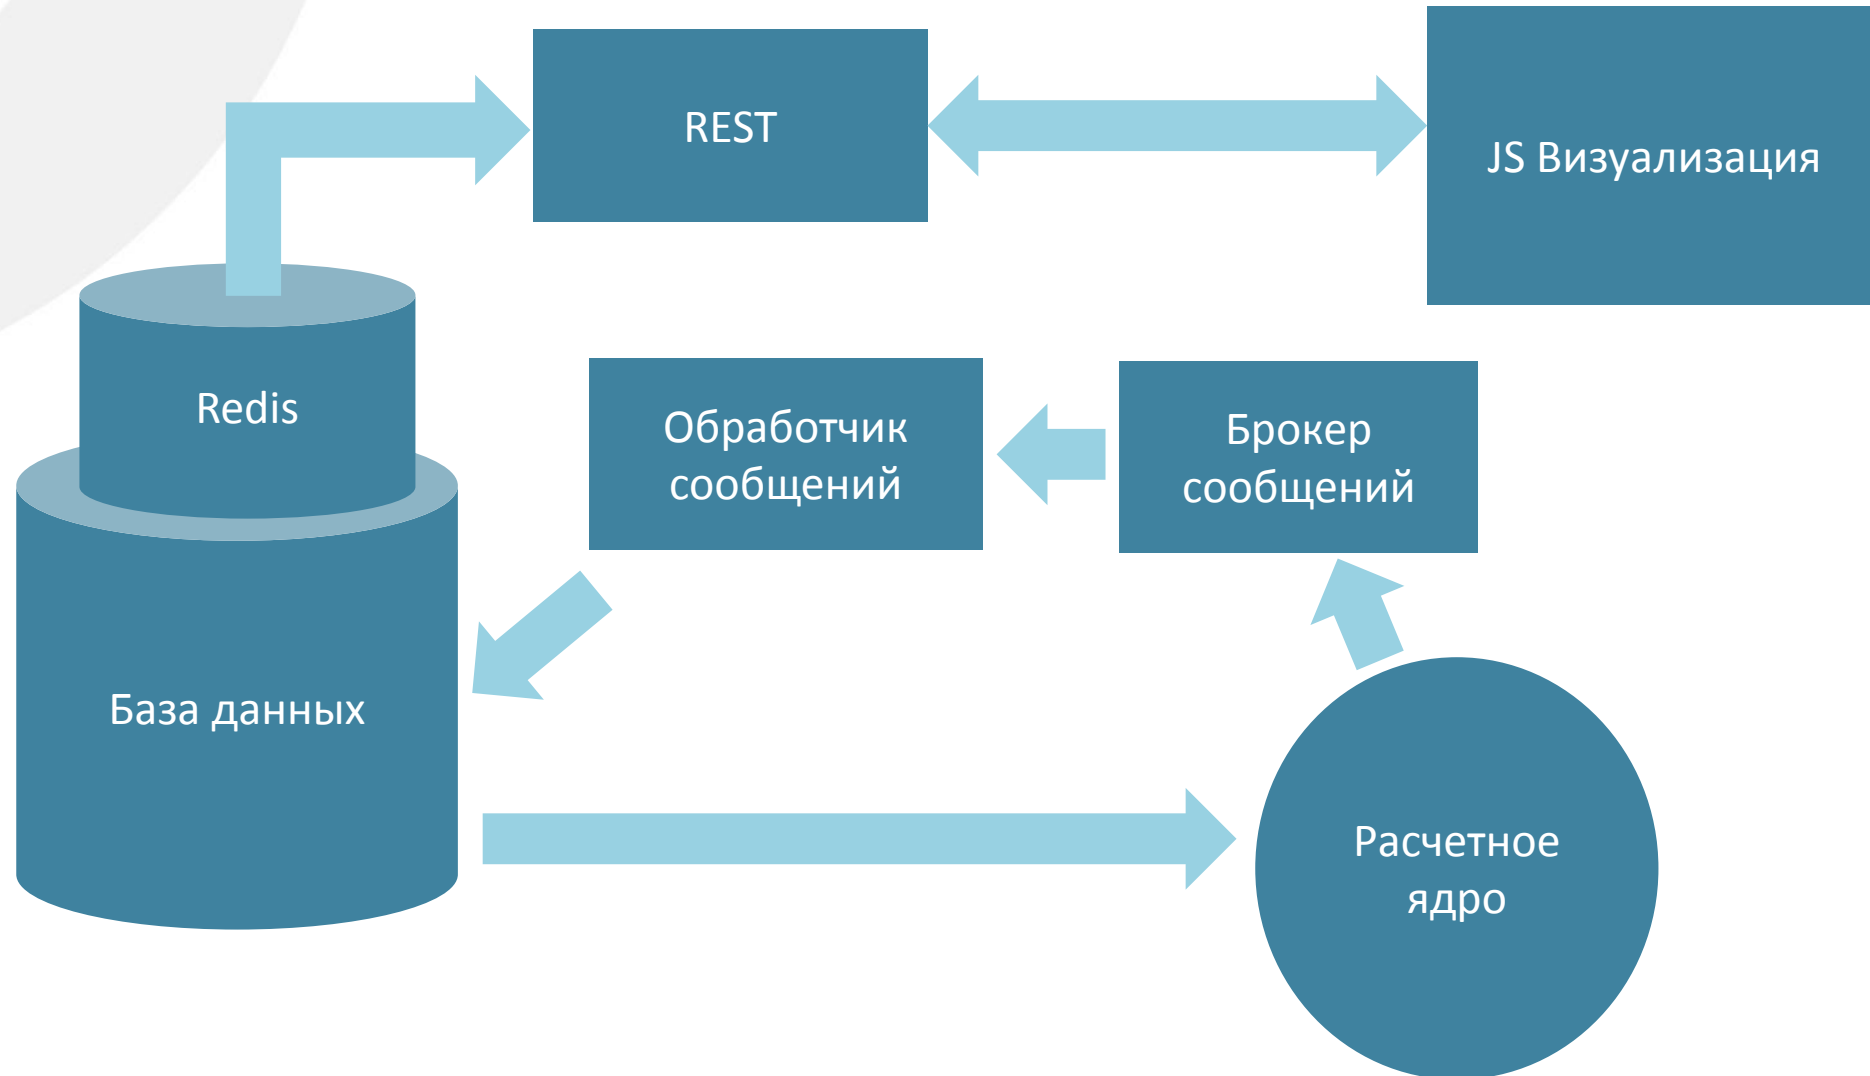 REST
JS Визуализация
Redis
Обработчик
сообщений
Брокер
сообщений
База данных
Расчетное
ядро